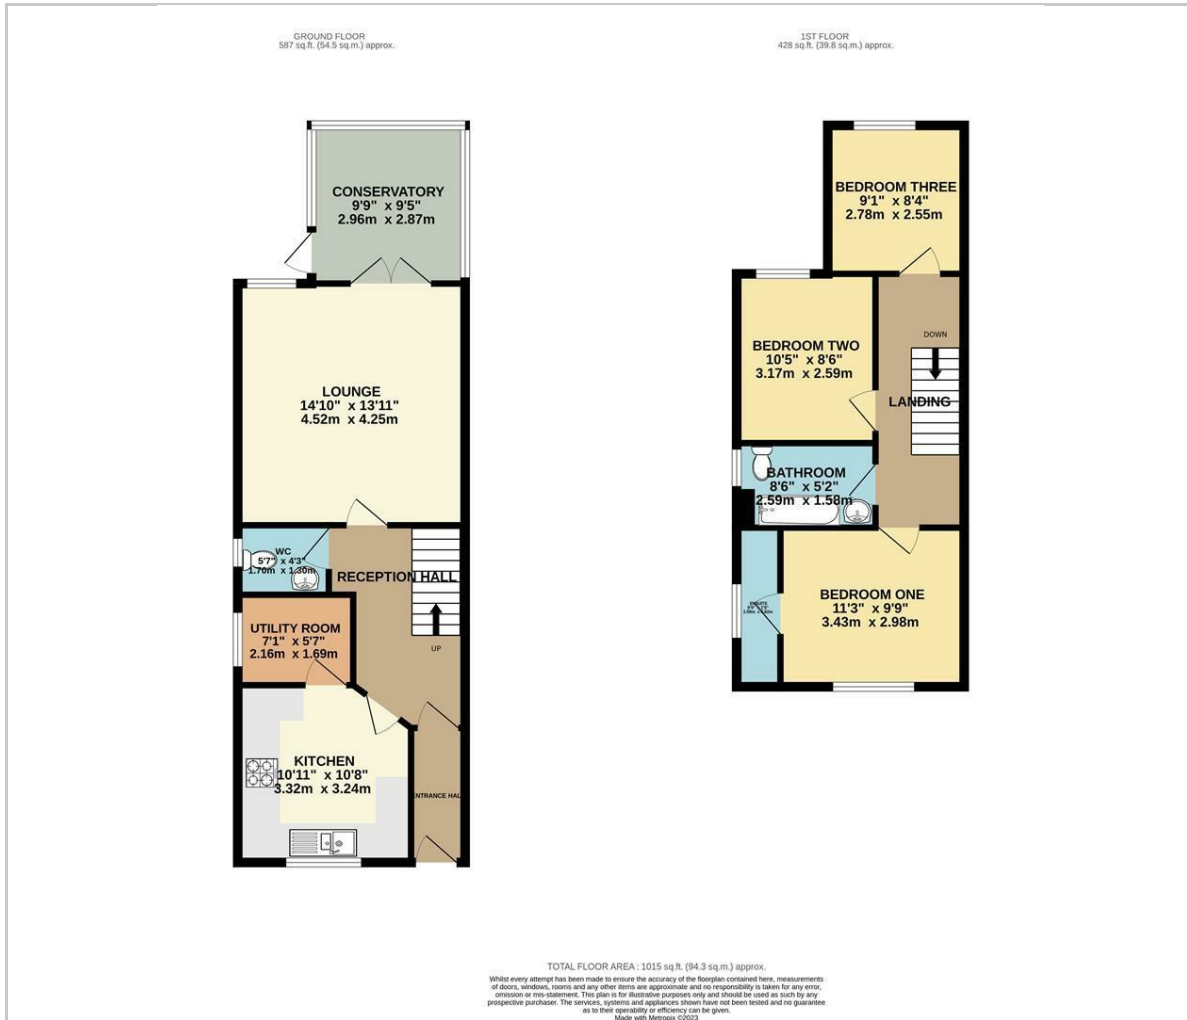 GROUND FLOOR
587 sq.ft. (54.5 sq.m.) approx.
CONSERVATORY
9'9" x 9'5"
2.96m x 2.87m
LOUNGE
14'10" x 13'11"
4.52m x 4.25m
WC
5'7" x 4'3"
1.70m x 1.30m
RECEPTION HALL
UTILITY ROOM
7'1" x 5'7"
2.16m x 1.69m
UP
KITCHEN
10'11" x 10'8"
3.32m x 3.24m
ENTRANCE HALL
1ST FLOOR
428 sq.ft. (39.8 sq.m.) approx.
BEDROOM THREE
9'1" x 8'4"
2.78m x 2.55m
DOWN
BEDROOM TWO
10'5" x 8'6"
3.17m x 2.59m
LANDING
BATHROOM
8'6" x 5'2"
2.59m x 1.58m
ENSUITE
BEDROOM ONE
11'3" x 9'9"
3.43m x 2.98m
TOTAL FLOOR AREA : 1015 sq.ft. (94.3 sq.m.) approx.
Whilst every attempt has been made to ensure the accuracy of the floorplan contained here, measurements
of doors, windows, rooms and any other items are approximate and no responsibility is taken for any error,
omission or mis-statement. This plan is for illustrative purposes only and should be used as such by any
prospective purchaser. The services, systems and appliances shown have not been tested and no guarantee
as to their operability or efficiency can be given.
Made with Metropix ©2023